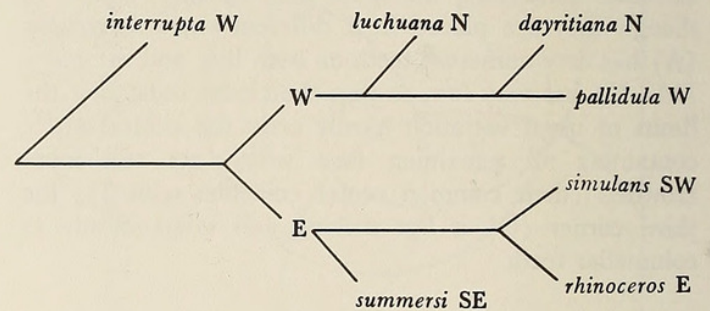 interrupta W
luchuana N
dayritiana N
W
pallidula W
simulans SW
E
rhinoceros E
summersi SE